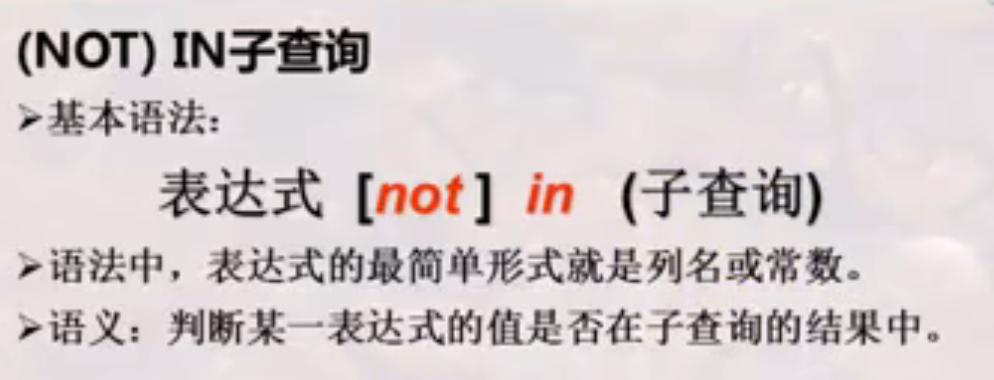 (NOT) IN子查询
➢基本语法：
表达式 [not] in (子查询)
➢语法中，表达式的最简单形式就是列名或常数。
➢语义：判断某一表达式的值是否在子查询的结果中。